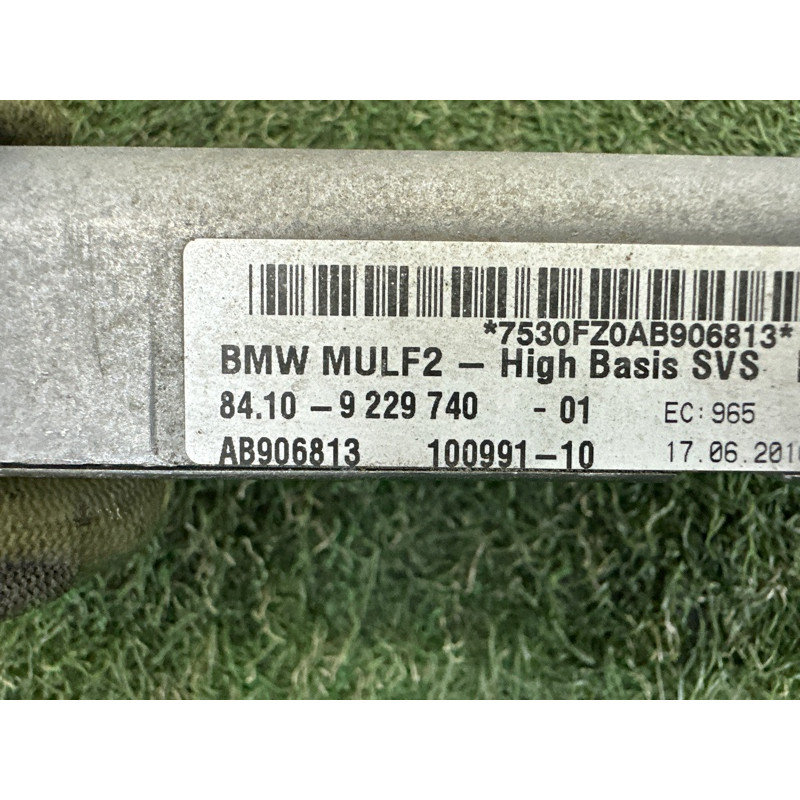 *7530FZ0AB906813*
BMW MULF2 – High Basis SVS
84.10 – 9 229 740 - 01 EC: 965
AB906813 100991–10 17.06.2010